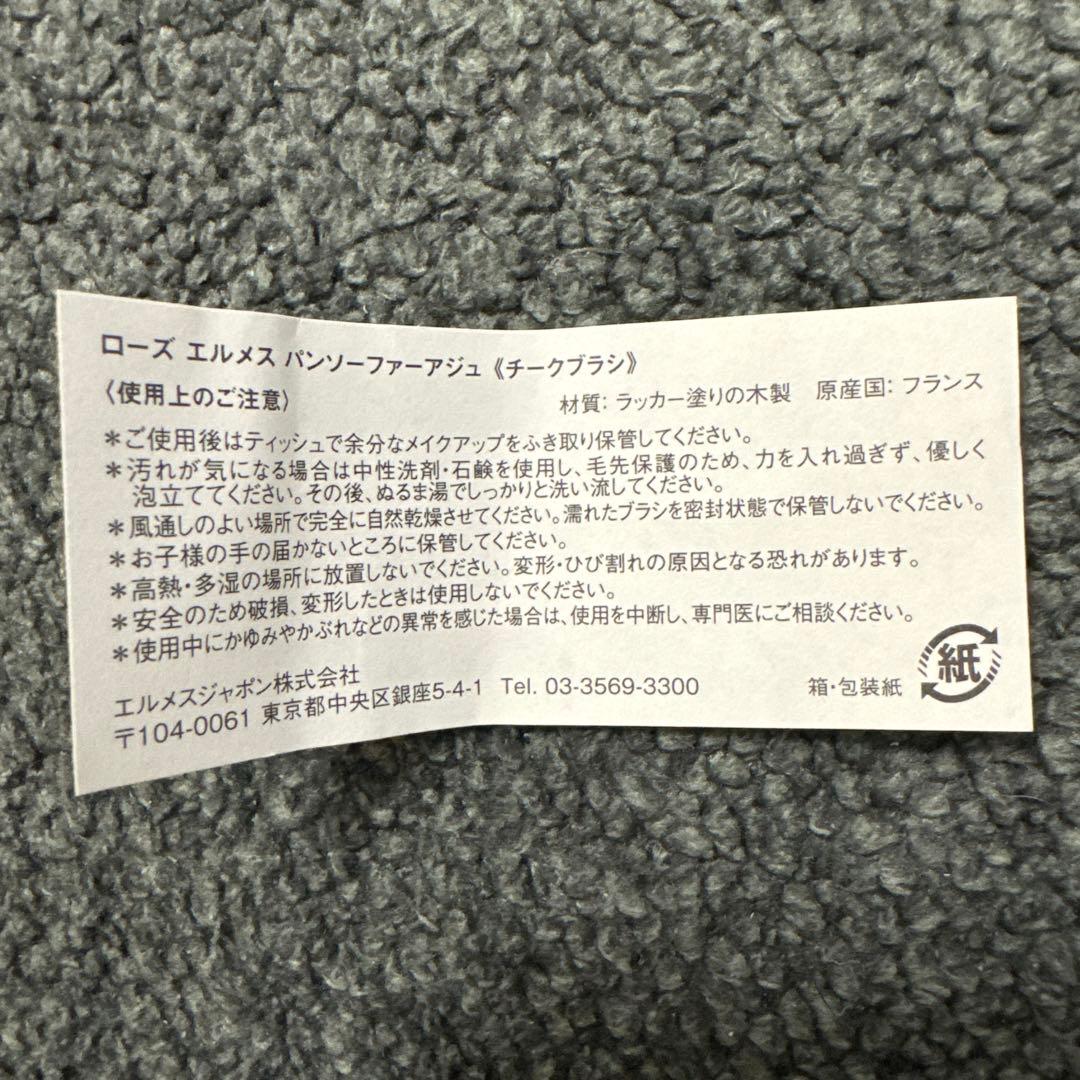 ローズ エルメス パンソーファーアジュ《チークブラシ》
〈使用上のご注意〉
材質: ラッカー塗りの木製 原産国: フランス
＊ご使用後はティッシュで余分なメイクアップをふき取り保管してください。
＊汚れが気になる場合は中性洗剤・石鹸を使用し、毛先保護のため、力を入れ過ぎず、優しく
泡立ててください。その後、ぬるま湯でしっかりと洗い流してください。
＊風通しのよい場所で完全に自然乾燥させてください。濡れたブラシを密封状態で保管しないでください。
＊お子様の手の届かないところに保管してください。
＊高熱・多湿の場所に放置しないでください。変形・ひび割れの原因となる恐れがあります。
＊安全のため破損、変形したときは使用しないでください。
＊使用中にかゆみやかぶれなどの異常を感じた場合は、使用を中断し、専門医にご相談ください。
エルメスジャポン株式会社
〒104-0061 東京都中央区銀座5-4-1 Tel. 03-3569-3300
箱・包装紙
紙